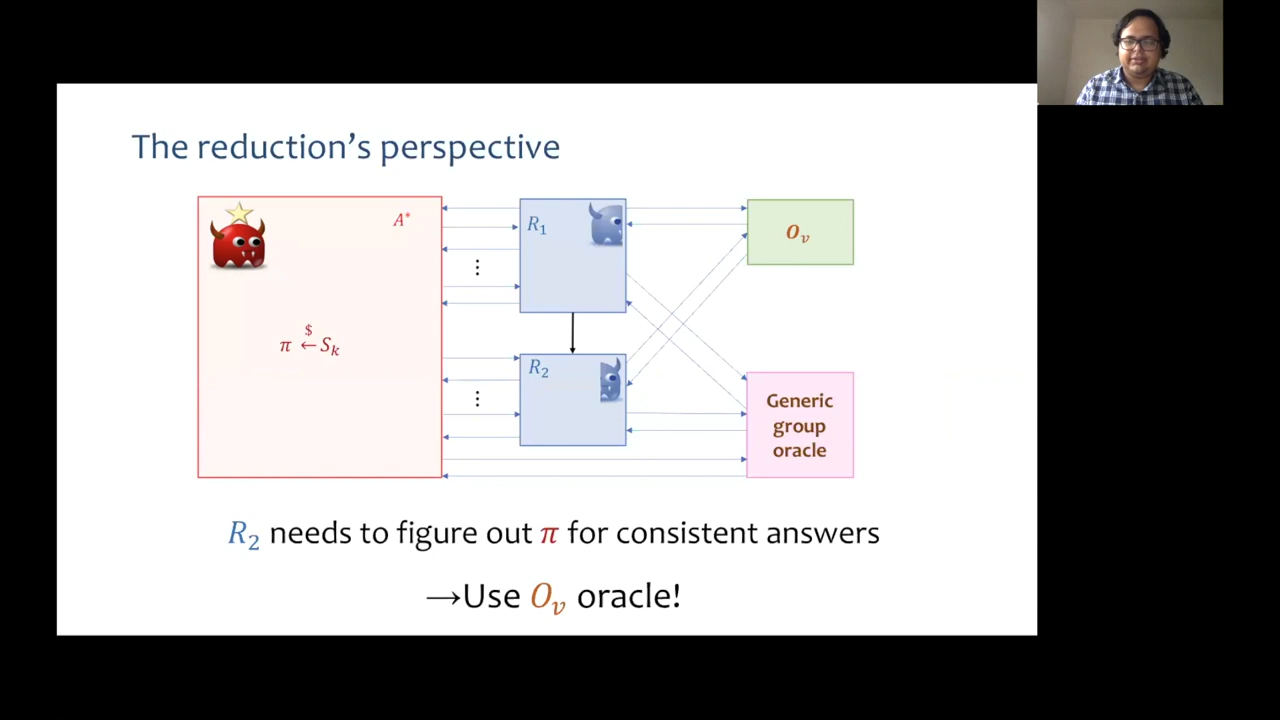 The reduction's perspective
A*
R₁
O_v
⋮
π ←$ S_k
R₂
⋮
Generic
group
oracle
R₂ needs to figure out π for consistent answers
→Use O_v oracle!